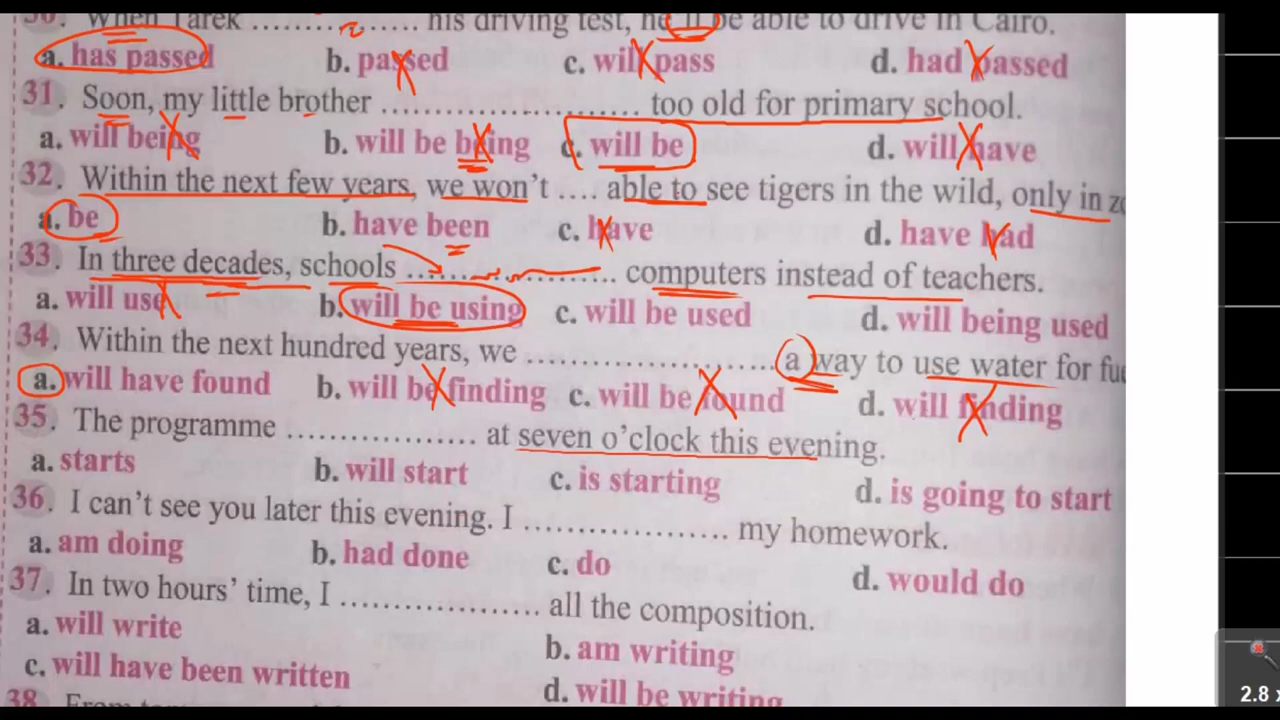 When Tarek .................. his driving test, he'll be able to drive in Cairo.
a. has passed b. passed c. will pass d. had passed
31. Soon, my little brother ........................... too old for primary school.
a. will being b. will be being c. will be d. will have
32. Within the next few years, we won't .... able to see tigers in the wild, only in
a. be b. have been c. have d. have had
33. In three decades, schools ......................... computers instead of teachers.
a. will use b. will be using c. will be used d. will being used
34. Within the next hundred years, we .............................. a way to use water for
a. will have found b. will be finding c. will be found d. will finding
35. The programme .................. at seven o'clock this evening.
a. starts b. will start c. is starting d. is going to start
36. I can't see you later this evening. I .................... my homework.
a. am doing b. had done c. do d. would do
37. In two hours' time, I ................... all the composition.
a. will write b. am writing
c. will have been written d. will be writing
38.
2.8